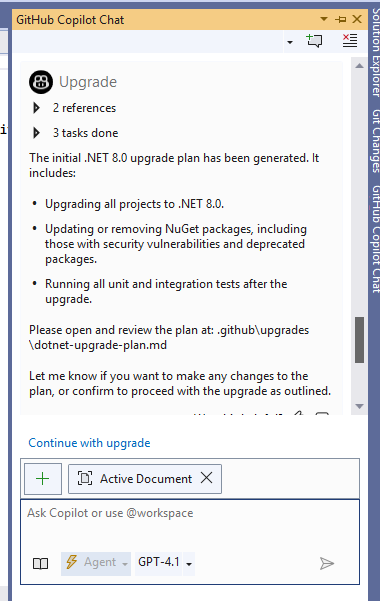 GitHub Copilot Chat
Upgrade
2 references
3 tasks done
The initial .NET 8.0 upgrade plan has been generated. It
includes:
• Upgrading all projects to .NET 8.0.
• Updating or removing NuGet packages, including
those with security vulnerabilities and deprecated
packages.
• Running all unit and integration tests after the
upgrade.
Please open and review the plan at: .github\upgrades
\dotnet-upgrade-plan.md
Let me know if you want to make any changes to the
plan, or confirm to proceed with the upgrade as outlined.
Continue with upgrade
Active Document
Ask Copilot or use @workspace
Agent
GPT-4.1
Solution Explorer
Git Changes
GitHub Copilot Chat